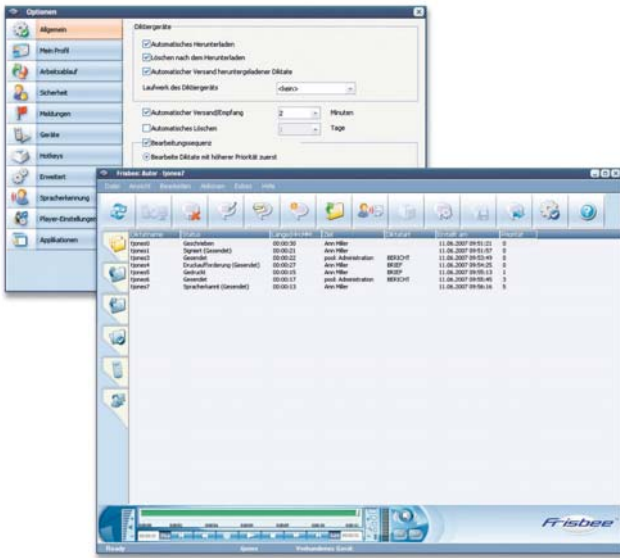 Optionen
Allgemein
Mein Profil
Arbeitsablauf
Sicherheit
Meldungen
Geräte
Hotkeys
Erweitert
Spracherkennung
Player-Einstellungen
Applikationen
Diktiergeräte
Automatisches Herunterladen
Löschen nach dem Herunterladen
Automatischer Versand heruntergeladener Diktate
Laufwerk des Diktiergeräts <kein>
Automatischer Versand/Empfang 2 Minuten
Automatisches Löschen Tage
Bearbeitungssequenz
Bearbeite Diktate mit höherer Priorität zuerst
Frisbee: Autor - tjones7
Datei Ansicht Bearbeiten Aktionen Extras Hilfe
Status Ziel Diktatart Erstellt am Priorität
tjones0 Geschrieben 00:00:30 Ann Miller 11.06.2007 09:51:21 0
tjones1 Signiert (Gesendet) 00:00:21 Ann Miller 11.06.2007 09:51:57 0
tjones3 Gesendet 00:00:22 pool: Administration BERICHT 11.06.2007 09:53:49 0
tjones4 Druckaufforderung (Gesendet) 00:00:27 Ann Miller BRIEF 11.06.2007 09:54:25 0
tjones5 Gedruckt 00:00:15 Ann Miller BRIEF 11.06.2007 09:55:13 1
tjones6 Gesendet 00:00:17 pool: Administration BERICHT 11.06.2007 09:55:45 3
tjones7 Spracherkannt (Gesendet) 00:00:13 Ann Miller 11.06.2007 09:56:16 5
Frisbee
Ready tjones Verbundenes Gerät: